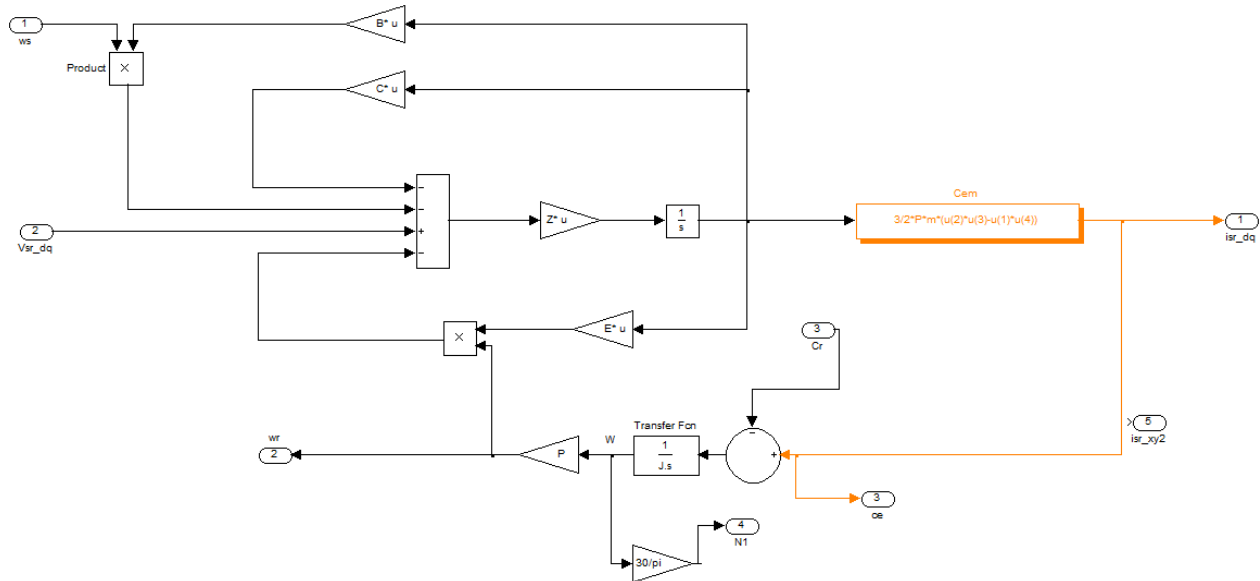 1
ws
Product
×
B* u
C* u
−
−
+
−
2
Vsr_dq
Z* u
1
s
Cem
3/2*P*m*(u(2)*u(3)-u(1)*u(4))
1
isr_dq
×
E* u
3
Cr
wr
2
P
W
Transfer Fcn
1
J.s
−
+
5
isr_xy2
3
ce
4
N1
30/pi